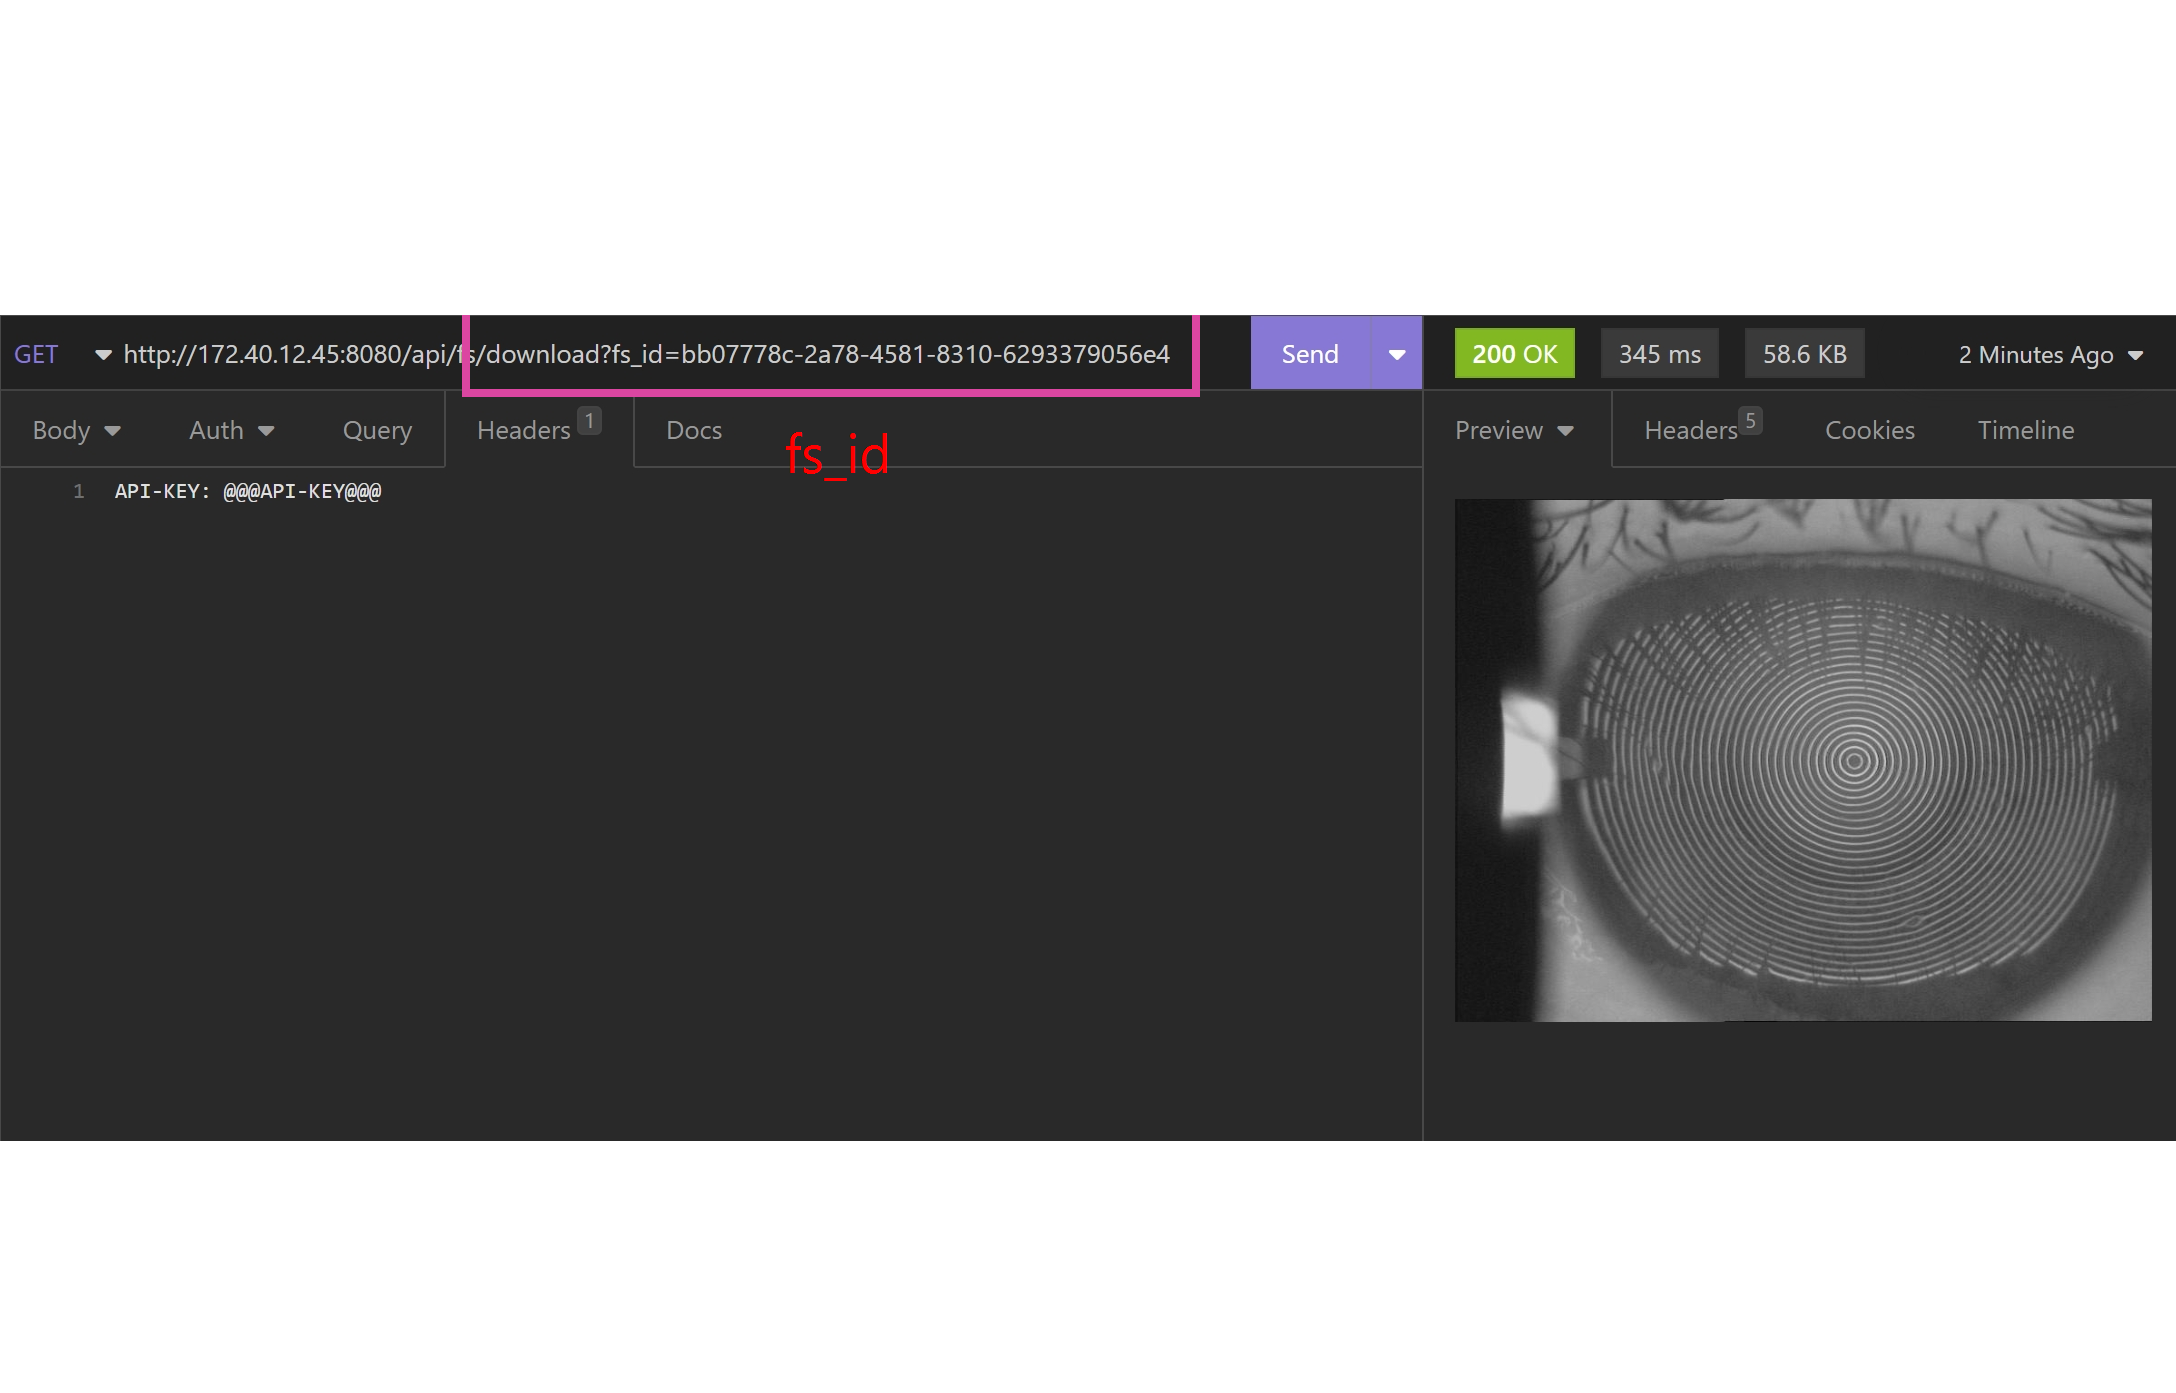 GET http://172.40.12.45:8080/api/fs/download?fs_id=bb07778c-2a78-4581-8310-6293379056e4 Send 200 OK 345 ms 58.6 KB 2 Minutes Ago
Body Auth Query Headers 1 Docs Preview Headers 5 Cookies Timeline
fs_id
1 API-KEY: @@@API-KEY@@@